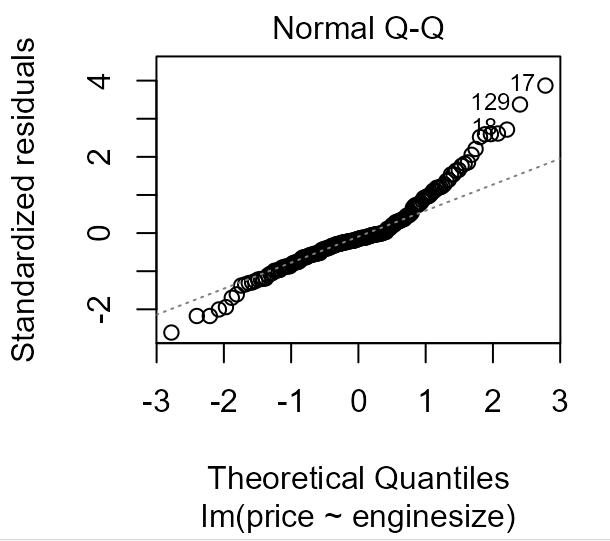 Normal Q-Q
Standardized residuals
4
2
0
-2
17
129
18
-3 -2 -1 0 1 2 3
Theoretical Quantiles
lm(price ~ enginesize)